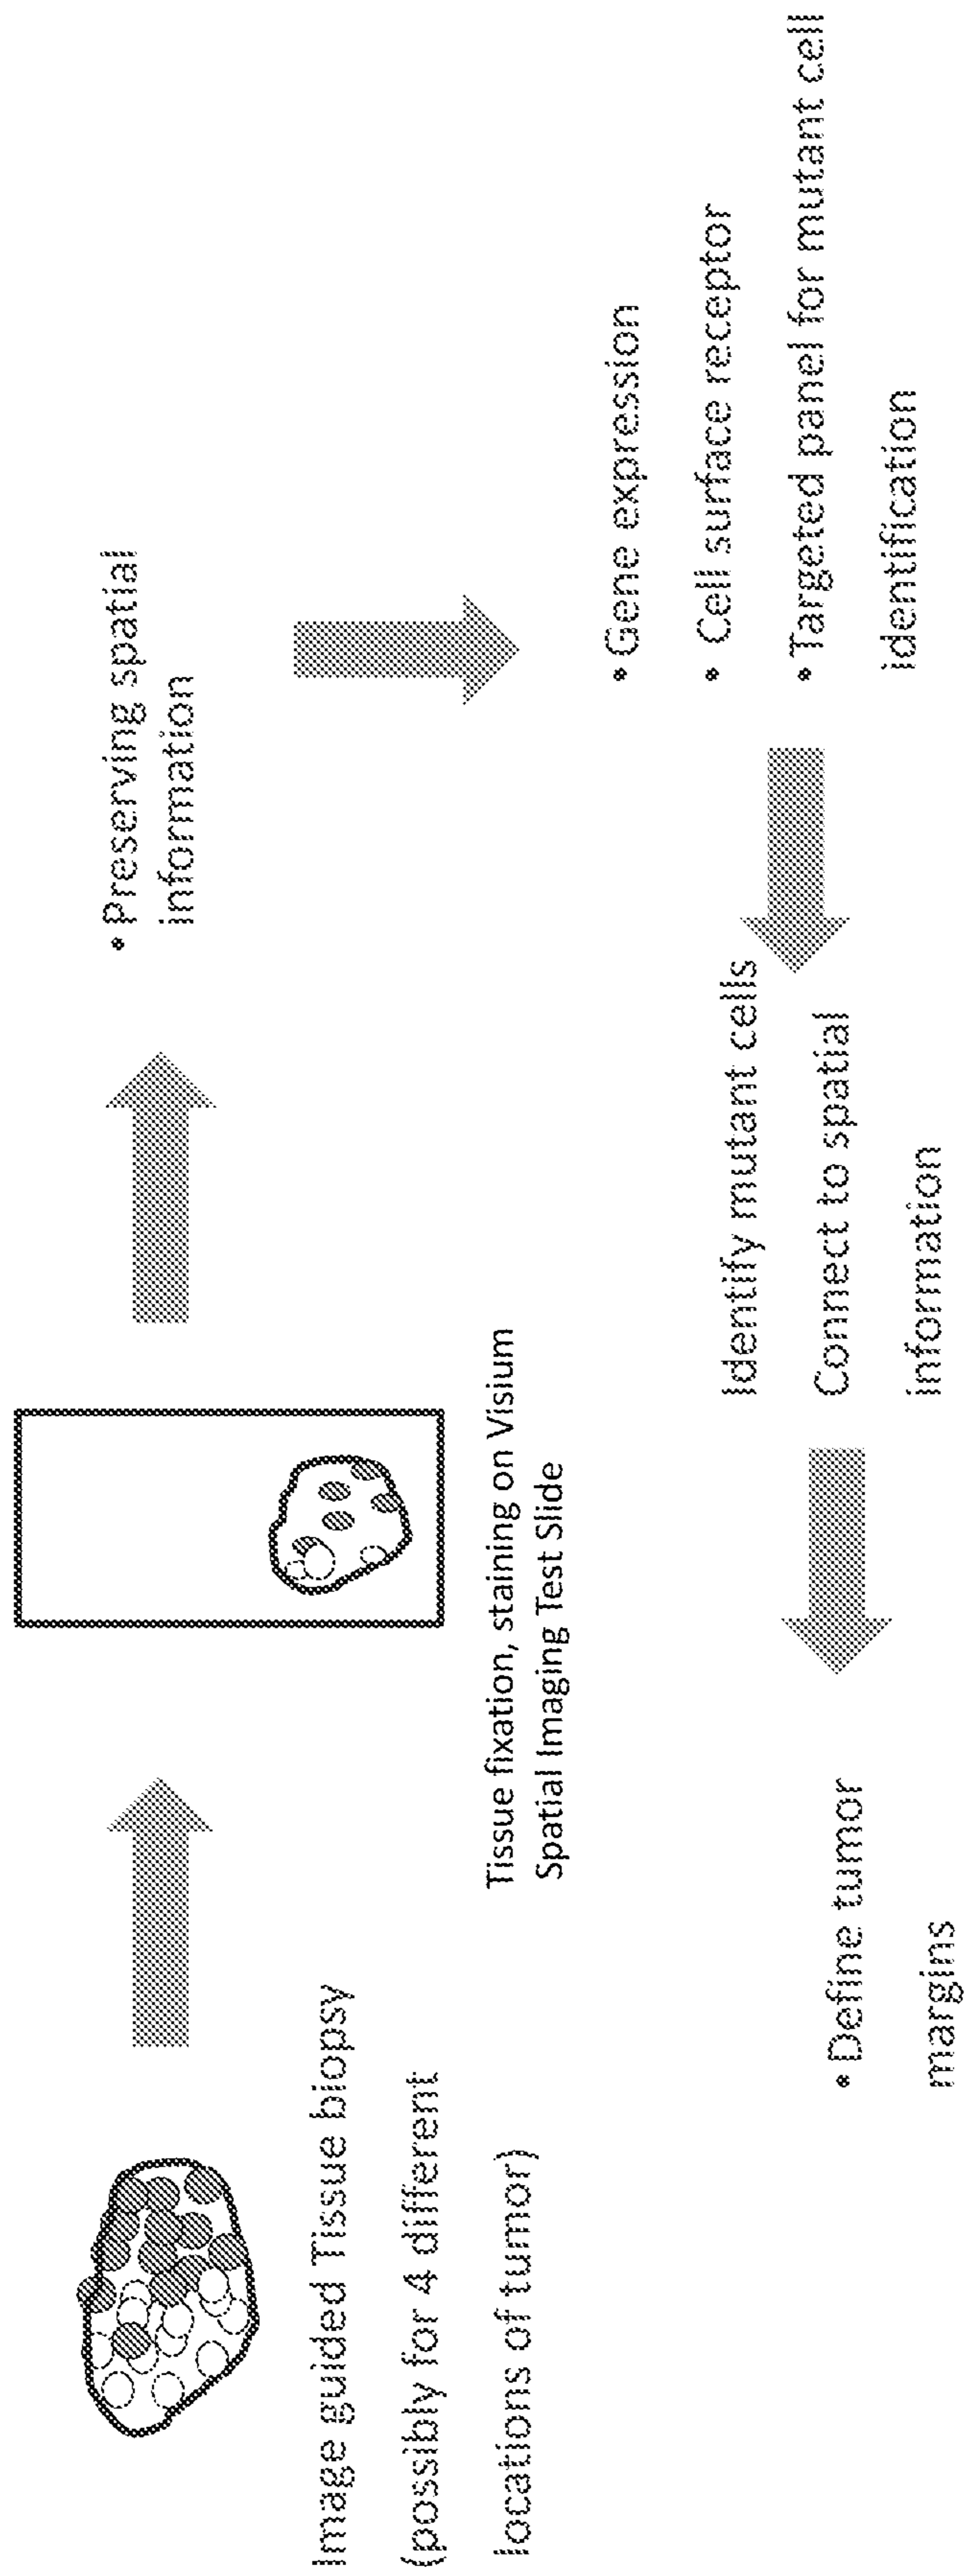 Image guided Tissue biopsy
(possibly for 4 different
locations of tumor)
Tissue fixation, staining on Visium
Spatial Imaging Test Slide
• Preserving spatial
information
• Gene expression
• Cell surface receptor
• Targeted panel for mutant cell
identification
Identify mutant cells
Connect to spatial
information
• Define tumor
margins